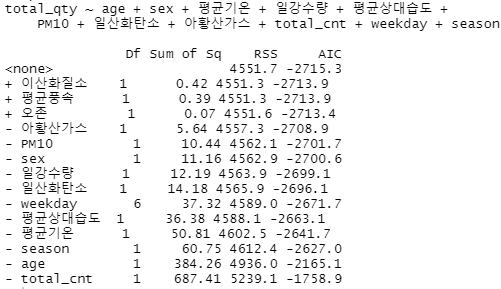 total_qty ~ age + sex + 평균기온 + 일강수량 + 평균상대습도 +
PM10 + 일산화탄소 + 아황산가스 + total_cnt + weekday + season
Df Sum of Sq RSS AIC
<none> 4551.7 -2715.3
+ 이산화질소 1 0.42 4551.3 -2713.9
+ 평균풍속 1 0.39 4551.3 -2713.9
+ 오존 1 0.07 4551.6 -2713.4
- 아황산가스 1 5.64 4557.3 -2708.9
- PM10 1 10.44 4562.1 -2701.7
- sex 1 11.16 4562.9 -2700.6
- 일강수량 1 12.19 4563.9 -2699.1
- 일산화탄소 1 14.18 4565.9 -2696.1
- weekday 6 37.32 4589.0 -2671.7
- 평균상대습도 1 36.38 4588.1 -2663.1
- 평균기온 1 50.81 4602.5 -2641.7
- season 1 60.75 4612.4 -2627.0
- age 1 384.26 4936.0 -2165.1
- total_cnt 1 687.41 5239.1 -1758.9